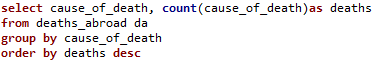 select cause_of_death, count(cause_of_death)as deaths
from deaths_abroad da
group by cause_of_death
order by deaths desc